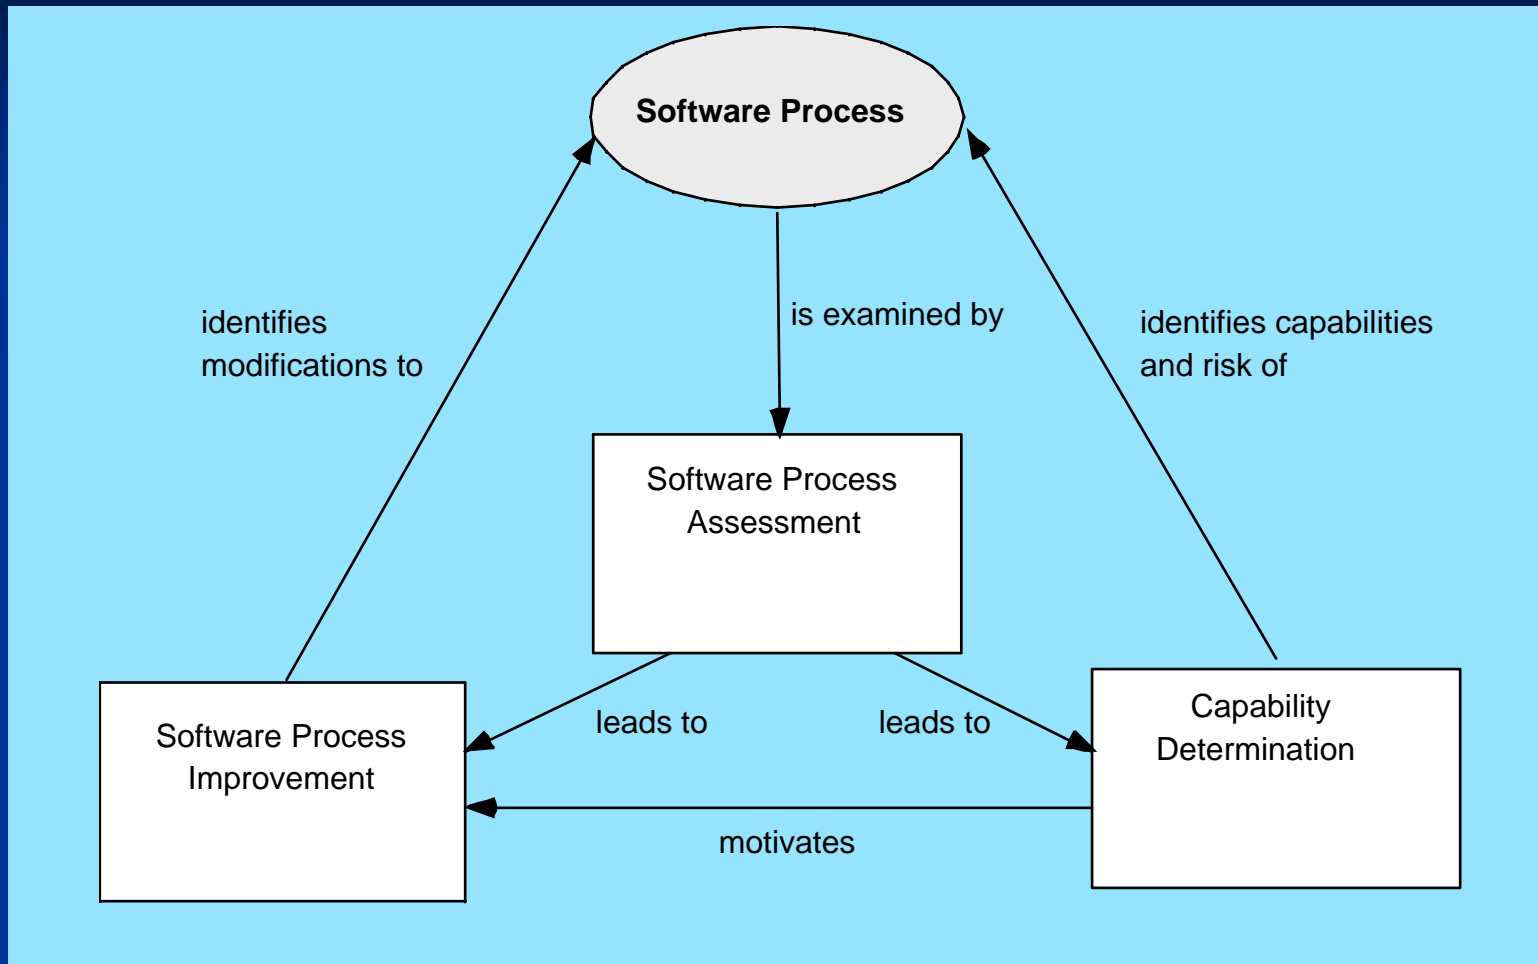 Software Process
is examined by
identifies
modifications to
identifies capabilities
and risk of
Software Process
Assessment
leads to
leads to
Software Process
Improvement
Capability
Determination
motivates